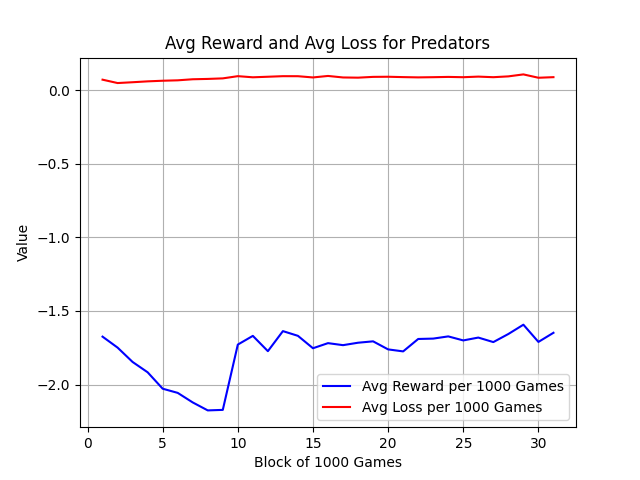 Avg Reward and Avg Loss for Predators
0.0
−0.5
−1.0
−1.5
−2.0
Value
0 5 10 15 20 25 30
Block of 1000 Games
Avg Reward per 1000 Games
Avg Loss per 1000 Games